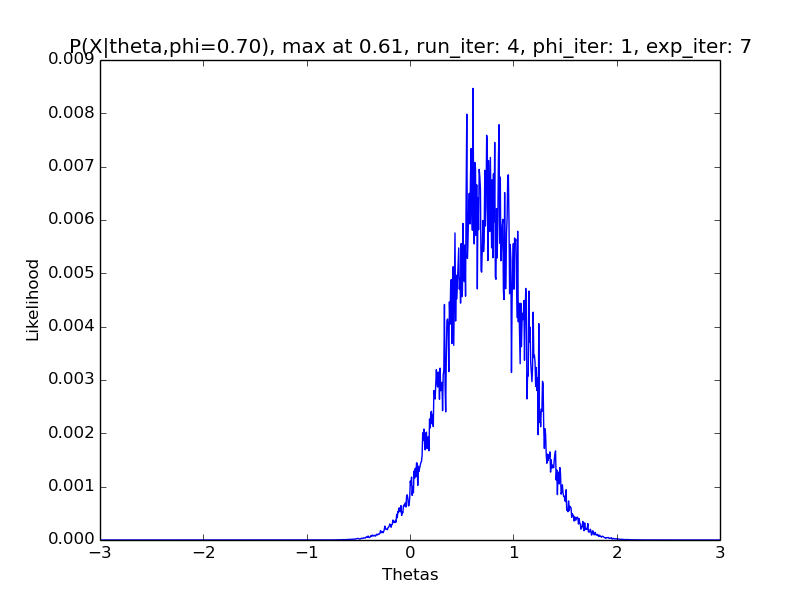 P(X|theta,phi=0.70), max at 0.61, run_iter: 4, phi_iter: 1, exp_iter: 7
0.009
0.008
0.007
0.006
0.005
0.004
0.003
0.002
0.001
0.000
Likelihood
−3 −2 −1 0 1 2 3
Thetas